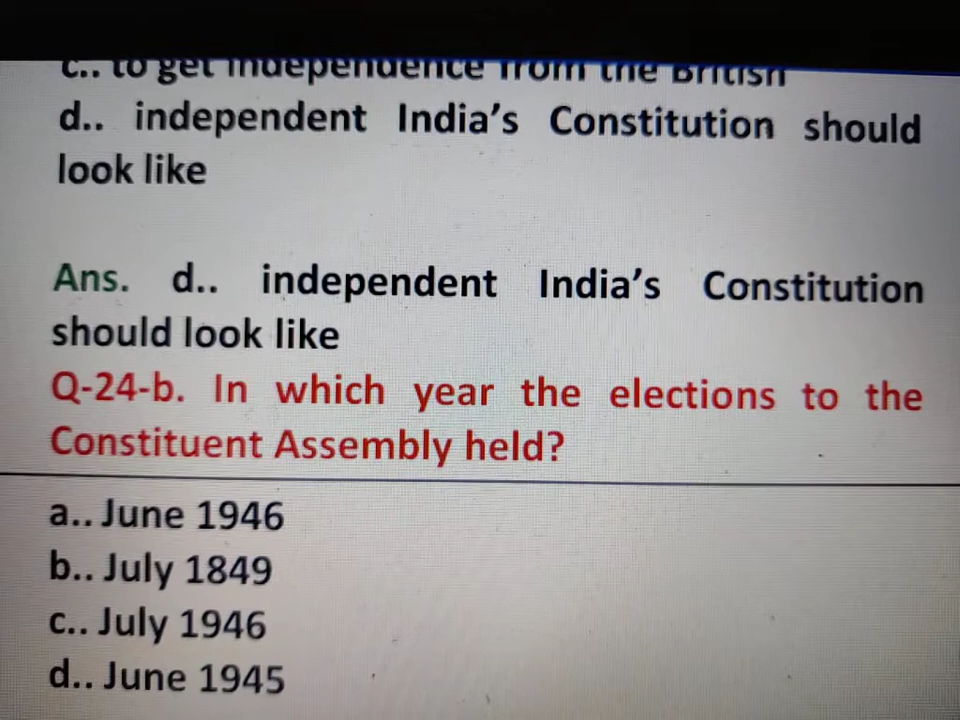 c.. to get independence from the British
d.. independent India's Constitution should
look like
Ans. d.. independent India's Constitution
should look like
Q-24-b. In which year the elections to the
Constituent Assembly held?
a.. June 1946
b.. July 1849
c.. July 1946
d.. June 1945